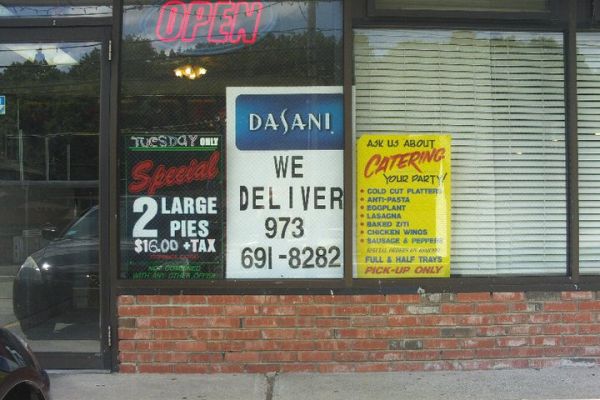 OPEN
TUESDAY ONLY
Special
2 LARGE
PIES
$16.00 +TAX
NOT COMBINED
WITH ANY OTHER OFFER
DASANI
WE
DELIVER
973
691-8282
ASK US ABOUT
CATERING
YOUR PARTY!
• COLD CUT PLATTERS
• ANTI-PASTA
• EGGPLANT
• LASAGNA
• BAKED ZITI
• CHICKEN WINGS
• SAUSAGE & PEPPERS
FULL & HALF TRAYS
PICK-UP ONLY